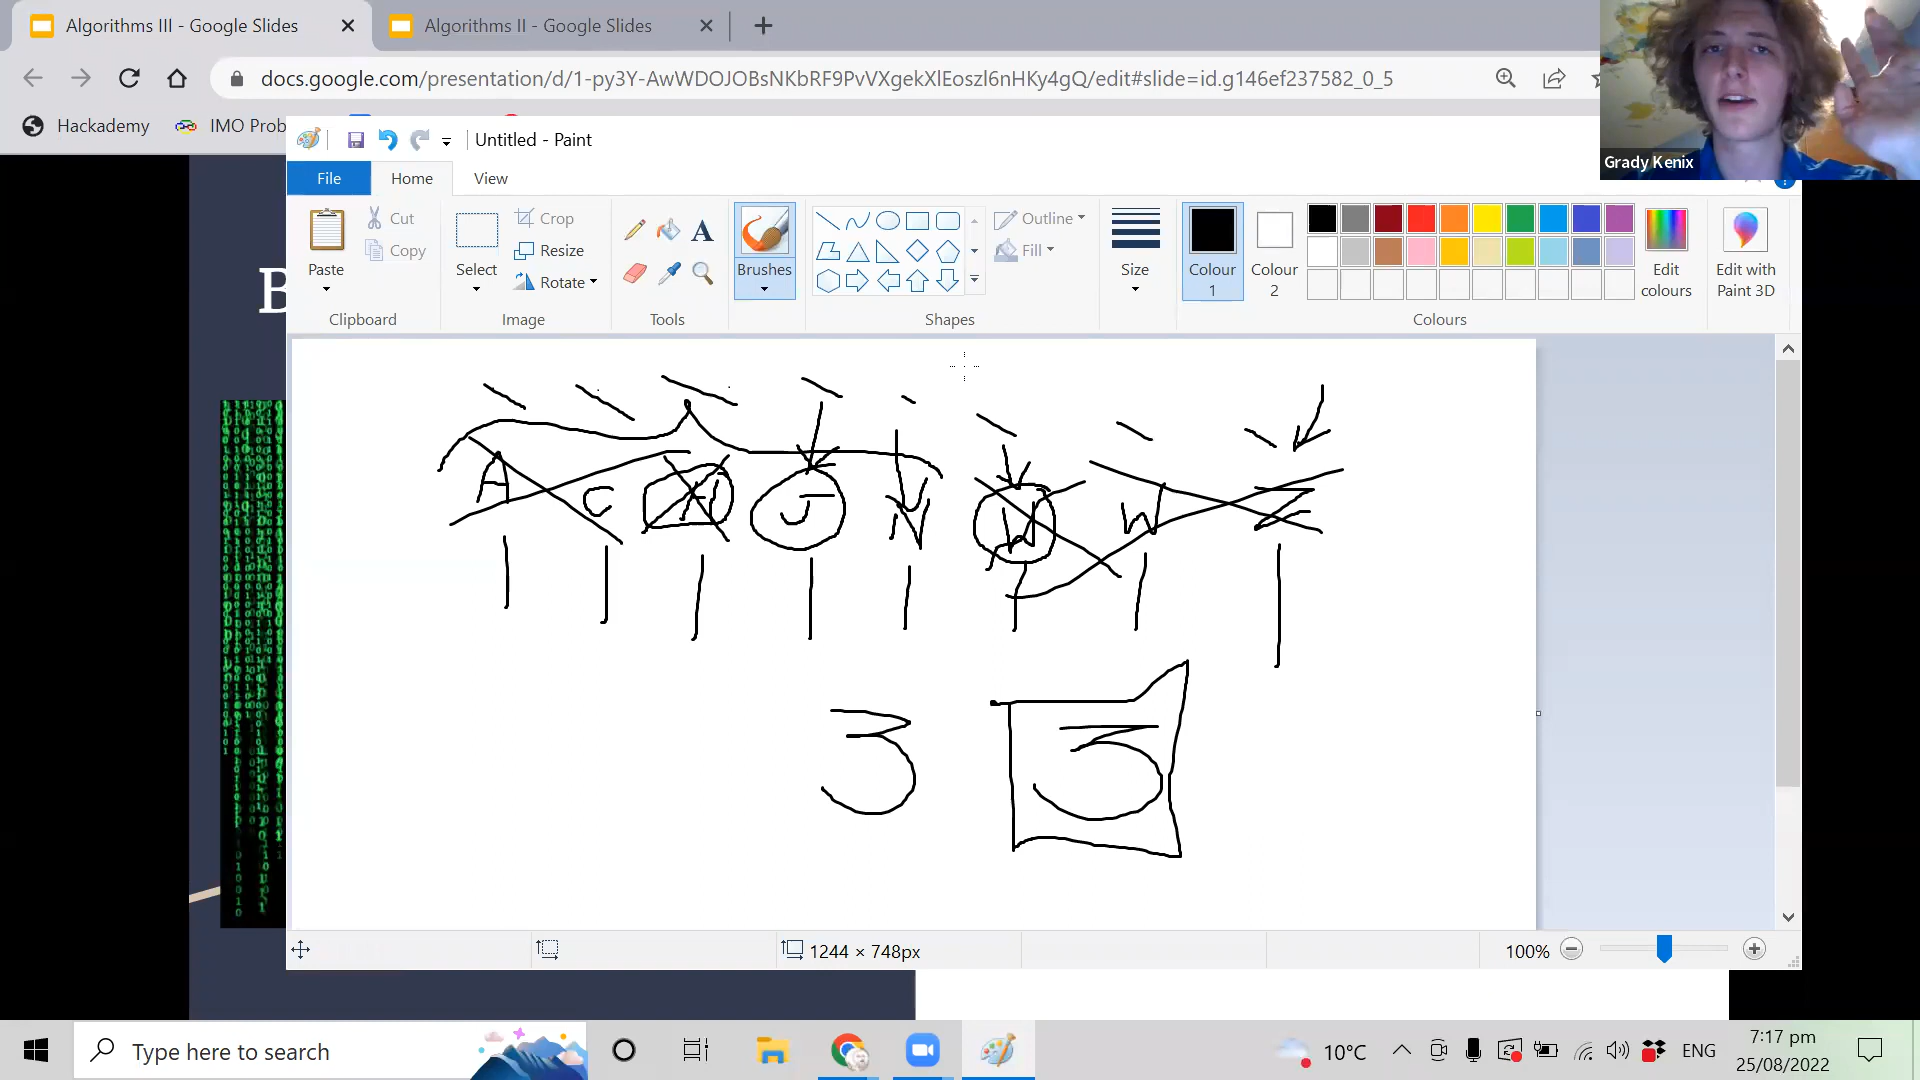 Algorithms III - Google Slides
Algorithms II - Google Slides
docs.google.com/presentation/d/1-py3Y-AwWDOJOBsNKbRF9PvVXgekXlEoszl6nHKy4gQ/edit#slide=id.g146ef237582_0_5
Hackademy
IMO Prob
Grady Kenix
Untitled - Paint
File
Home
View
Paste
Cut
Copy
Clipboard
Select
Crop
Resize
Rotate
Image
Tools
Brushes
Shapes
Outline
Fill
Size
Colour 1
Colour 2
Edit colours
Edit with Paint 3D
Colours
B
A C H J N W Z
3 3
1244 × 748px
100%
Type here to search
10°C
ENG
7:17 pm
25/08/2022